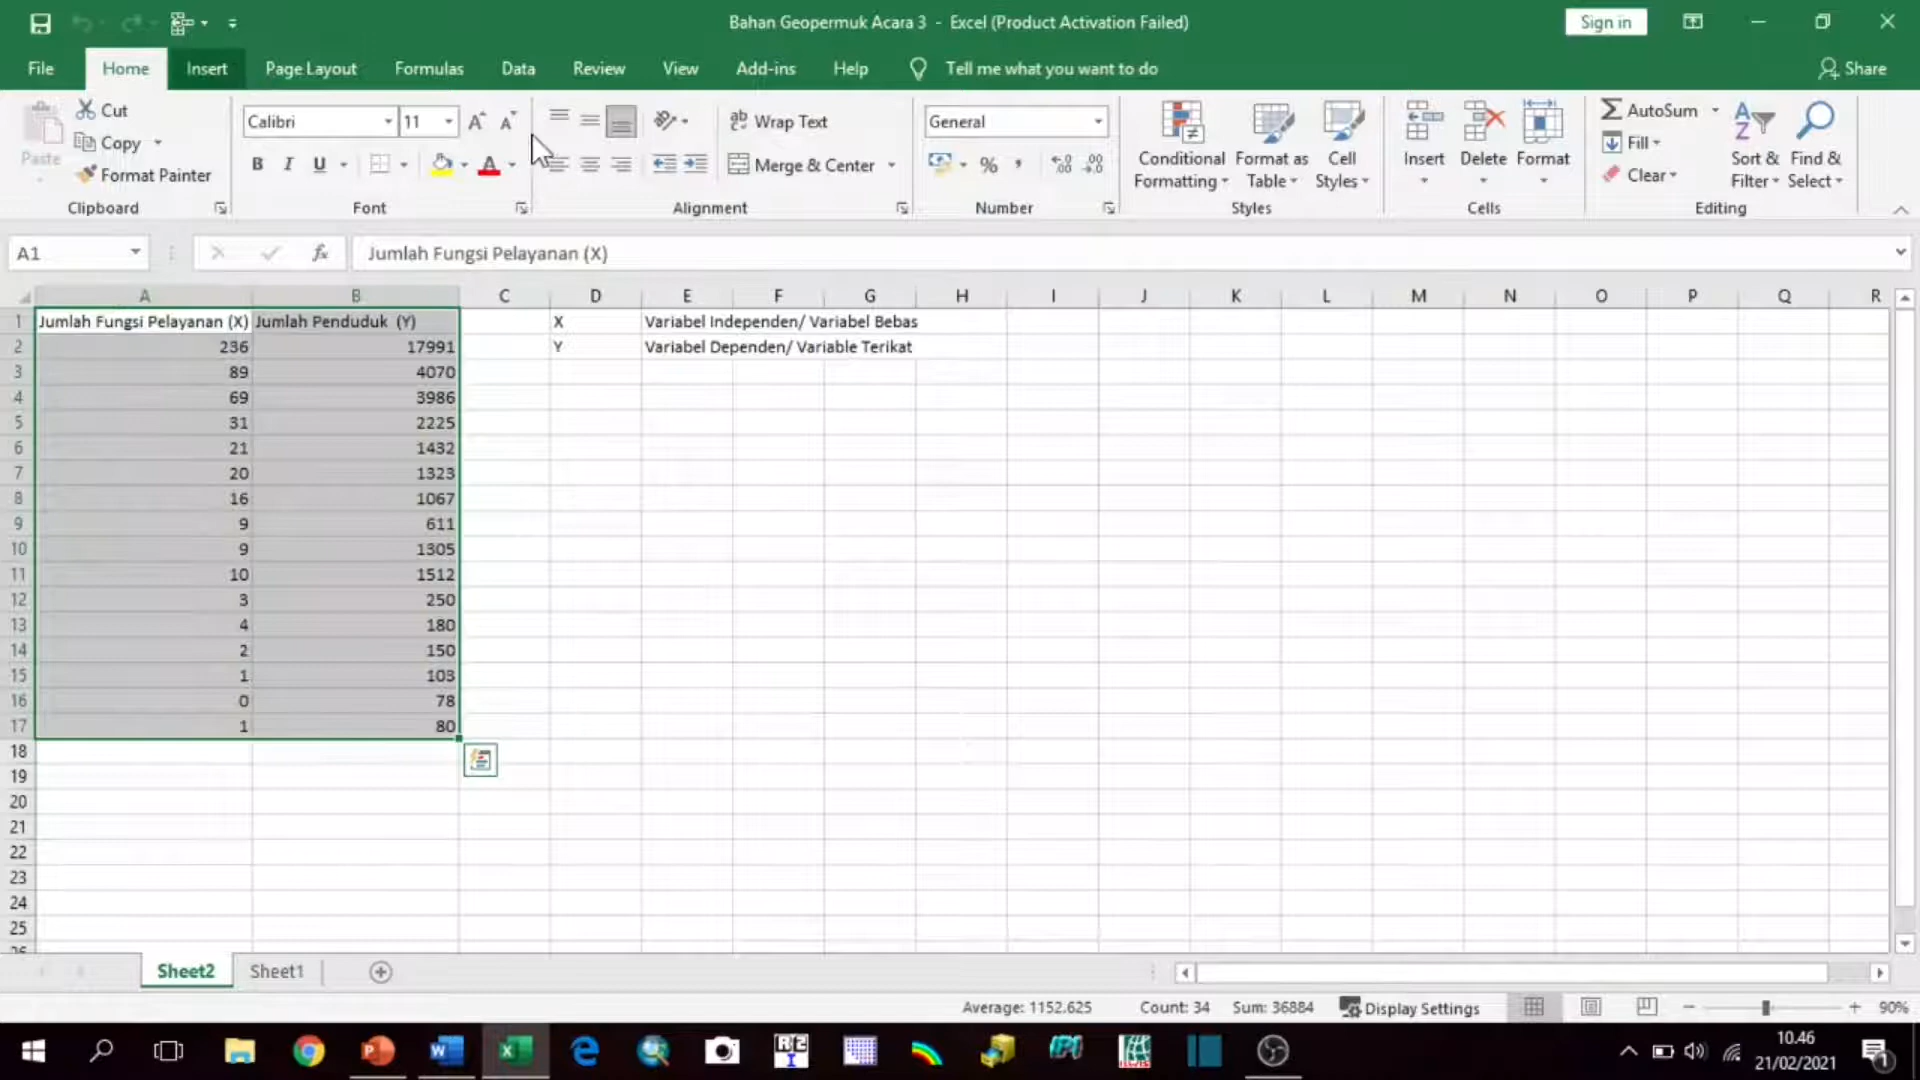 Bahan Geopermuk Acara 3 - Excel (Product Activation Failed)
Sign in
File Home Insert Page Layout Formulas Data Review View Add-ins Help Tell me what you want to do Share
Paste
Cut
Copy
Format Painter
Clipboard
Calibri 11
B I U
Font
Wrap Text
Merge & Center
Alignment
General
%
Number
Conditional Formatting
Format as Table
Cell Styles
Styles
Insert Delete Format
Cells
AutoSum
Fill
Clear
Sort & Filter
Find & Select
Editing
A1 fx Jumlah Fungsi Pelayanan (X)
A B C D E F G H I J K L M N O P Q R
1 Jumlah Fungsi Pelayanan (X) Jumlah Penduduk (Y) X Variabel Independen/ Variabel Bebas
2 236 17991 Y Variabel Dependen/ Variable Terikat
3 89 4070
4 69 3986
5 31 2225
6 21 1432
7 20 1323
8 16 1067
9 9 611
10 9 1305
11 10 1512
12 3 250
13 4 180
14 2 150
15 1 103
16 0 78
17 1 80
18
19
20
21
22
23
24
25
26
Sheet2 Sheet1
Average: 1152.625 Count: 34 Sum: 36884 Display Settings 90%
10.46
21/02/2021